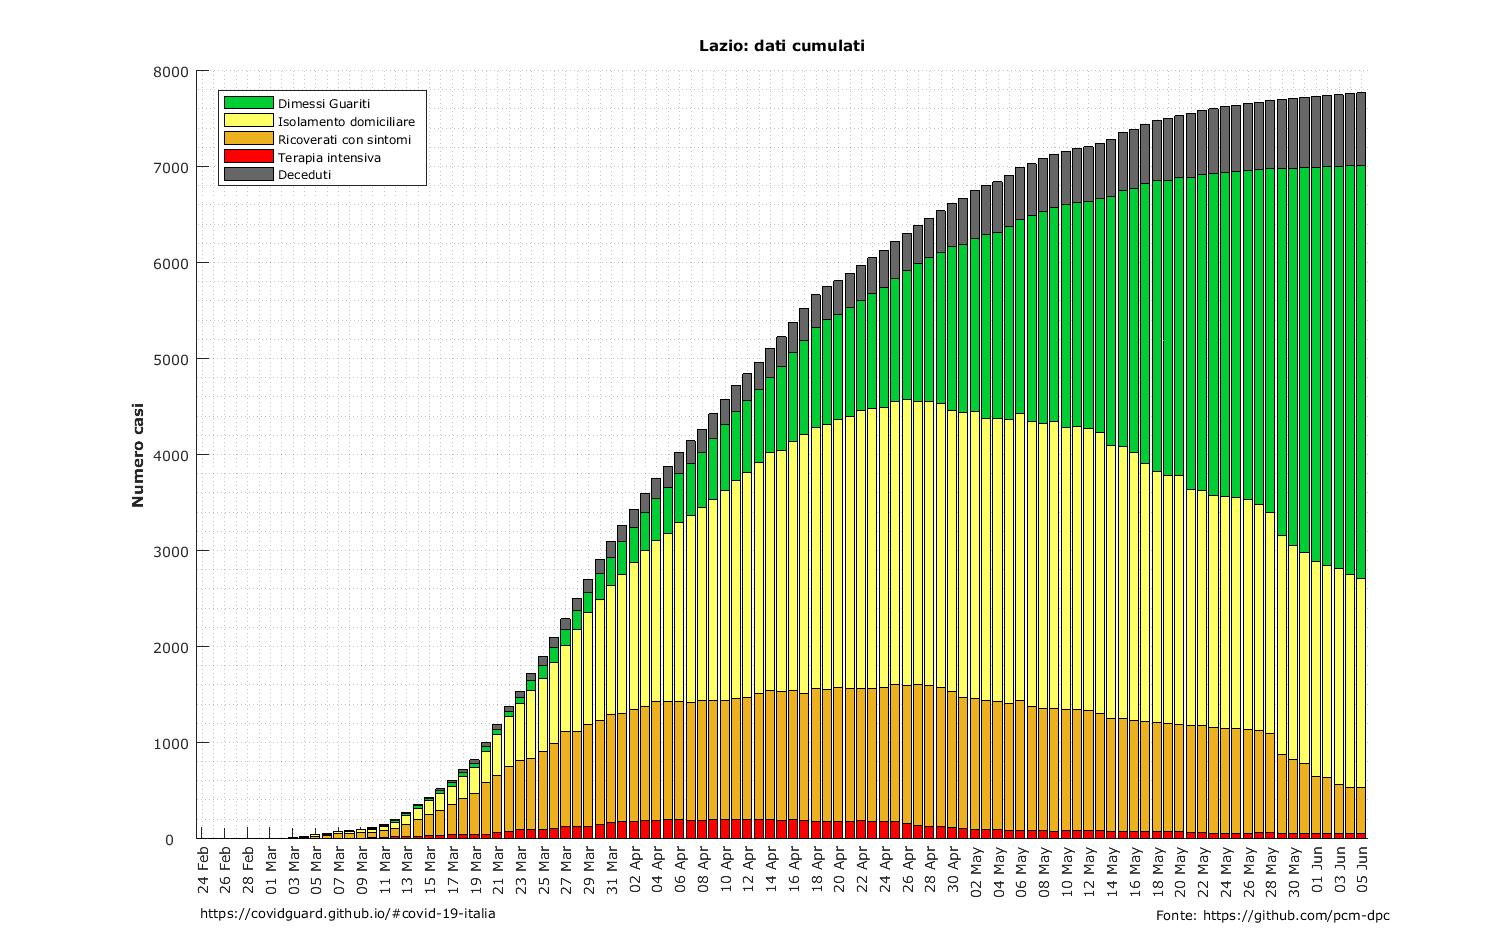 Lazio: dati cumulati
8000
7000
6000
5000
4000
3000
2000
1000
0
Numero casi
Dimessi Guariti
Isolamento domiciliare
Ricoverati con sintomi
Terapia intensiva
Deceduti
24 Feb
26 Feb
28 Feb
01 Mar
03 Mar
05 Mar
07 Mar
09 Mar
11 Mar
13 Mar
15 Mar
17 Mar
19 Mar
21 Mar
23 Mar
25 Mar
27 Mar
29 Mar
31 Mar
02 Apr
04 Apr
06 Apr
08 Apr
10 Apr
12 Apr
14 Apr
16 Apr
18 Apr
20 Apr
22 Apr
24 Apr
26 Apr
28 Apr
30 Apr
02 May
04 May
06 May
08 May
10 May
12 May
14 May
16 May
18 May
20 May
22 May
24 May
26 May
28 May
30 May
01 Jun
03 Jun
05 Jun
https://covidguard.github.io/#covid-19-italia
Fonte: https://github.com/pcm-dpc